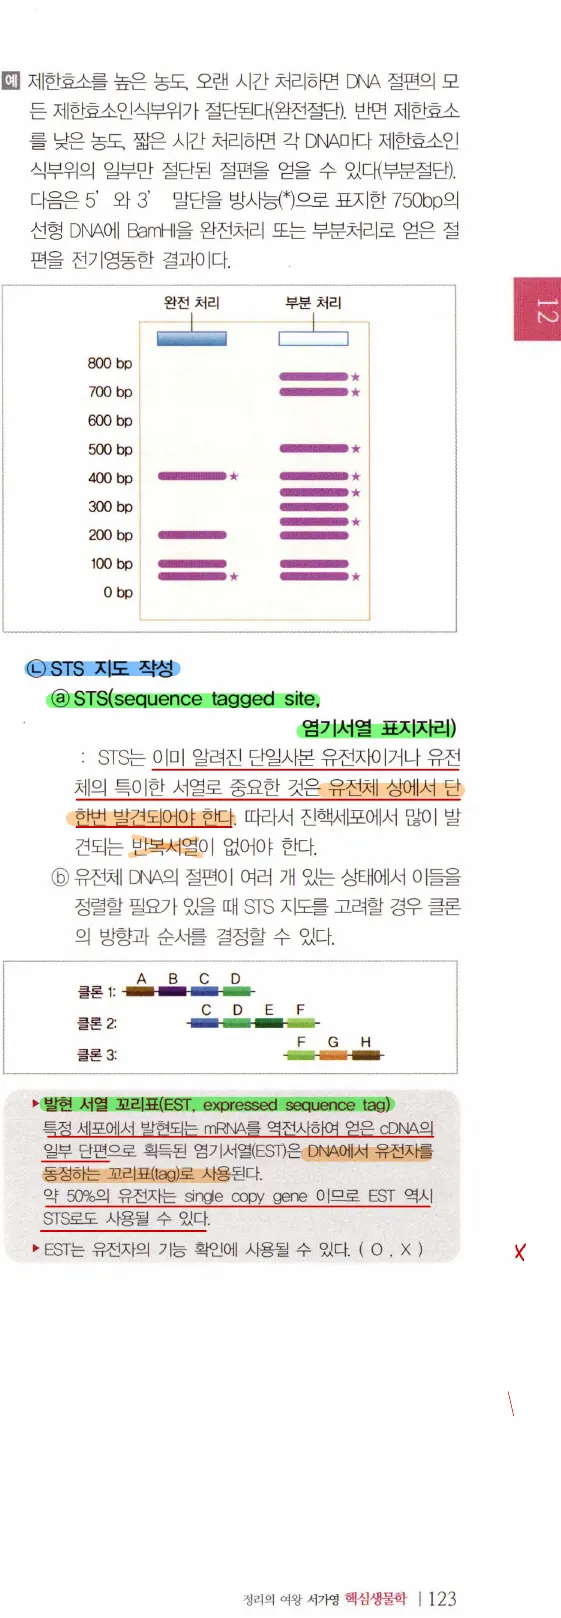 예 제한효소를 높은 농도, 오랜 시간 처리하면 DNA 절편의 모
든 제한효소인식부위가 절단된다(완전절단). 반면 제한효소
를 낮은 농도, 짧은 시간 처리하면 각 DNA마다 제한효소인
식부위의 일부만 절단된 절편을 얻을 수 있다(부분절단).
다음은 5’ 와 3’ 말단을 방사능(*)으로 표지한 750bp의
선형 DNA에 BamHI을 완전처리 또는 부분처리로 얻은 절
편을 전기영동한 결과이다.
12
완전 처리 부분 처리
800 bp
700 bp
600 bp
500 bp
400 bp
300 bp
200 bp
100 bp
0 bp
㉡ STS 지도 작성
ⓐ STS(sequence tagged site,
염기서열 표지자리)
: STS는 이미 알려진 단일사본 유전자이거나 유전
체의 특이한 서열로 중요한 것은 유전체 상에서 단
한번 발견되어야 한다. 따라서 진핵세포에서 많이 발
견되는 반복서열이 없어야 한다.
ⓑ 유전체 DNA의 절편이 여러 개 있는 상태에서 이들을
정렬할 필요가 있을 때 STS 지도를 고려할 경우 클론
의 방향과 순서를 결정할 수 있다.
A B C D
클론 1:
C D E F
클론 2:
F G H
클론 3:
▶ 발현 서열 꼬리표(EST, expressed sequence tag)
특정 세포에서 발현되는 mRNA를 역전사하여 얻은 cDNA의
일부 단편으로 획득된 염기서열(EST)은 DNA에서 유전자를
동정하는 꼬리표(tag)로 사용된다.
약 50%의 유전자는 single copy gene 이므로 EST 역시
STS로도 사용될 수 있다.
▶ EST는 유전자의 기능 확인에 사용될 수 있다. ( O , X )
X
정리의 여왕 서가영 핵심생물학 | 123